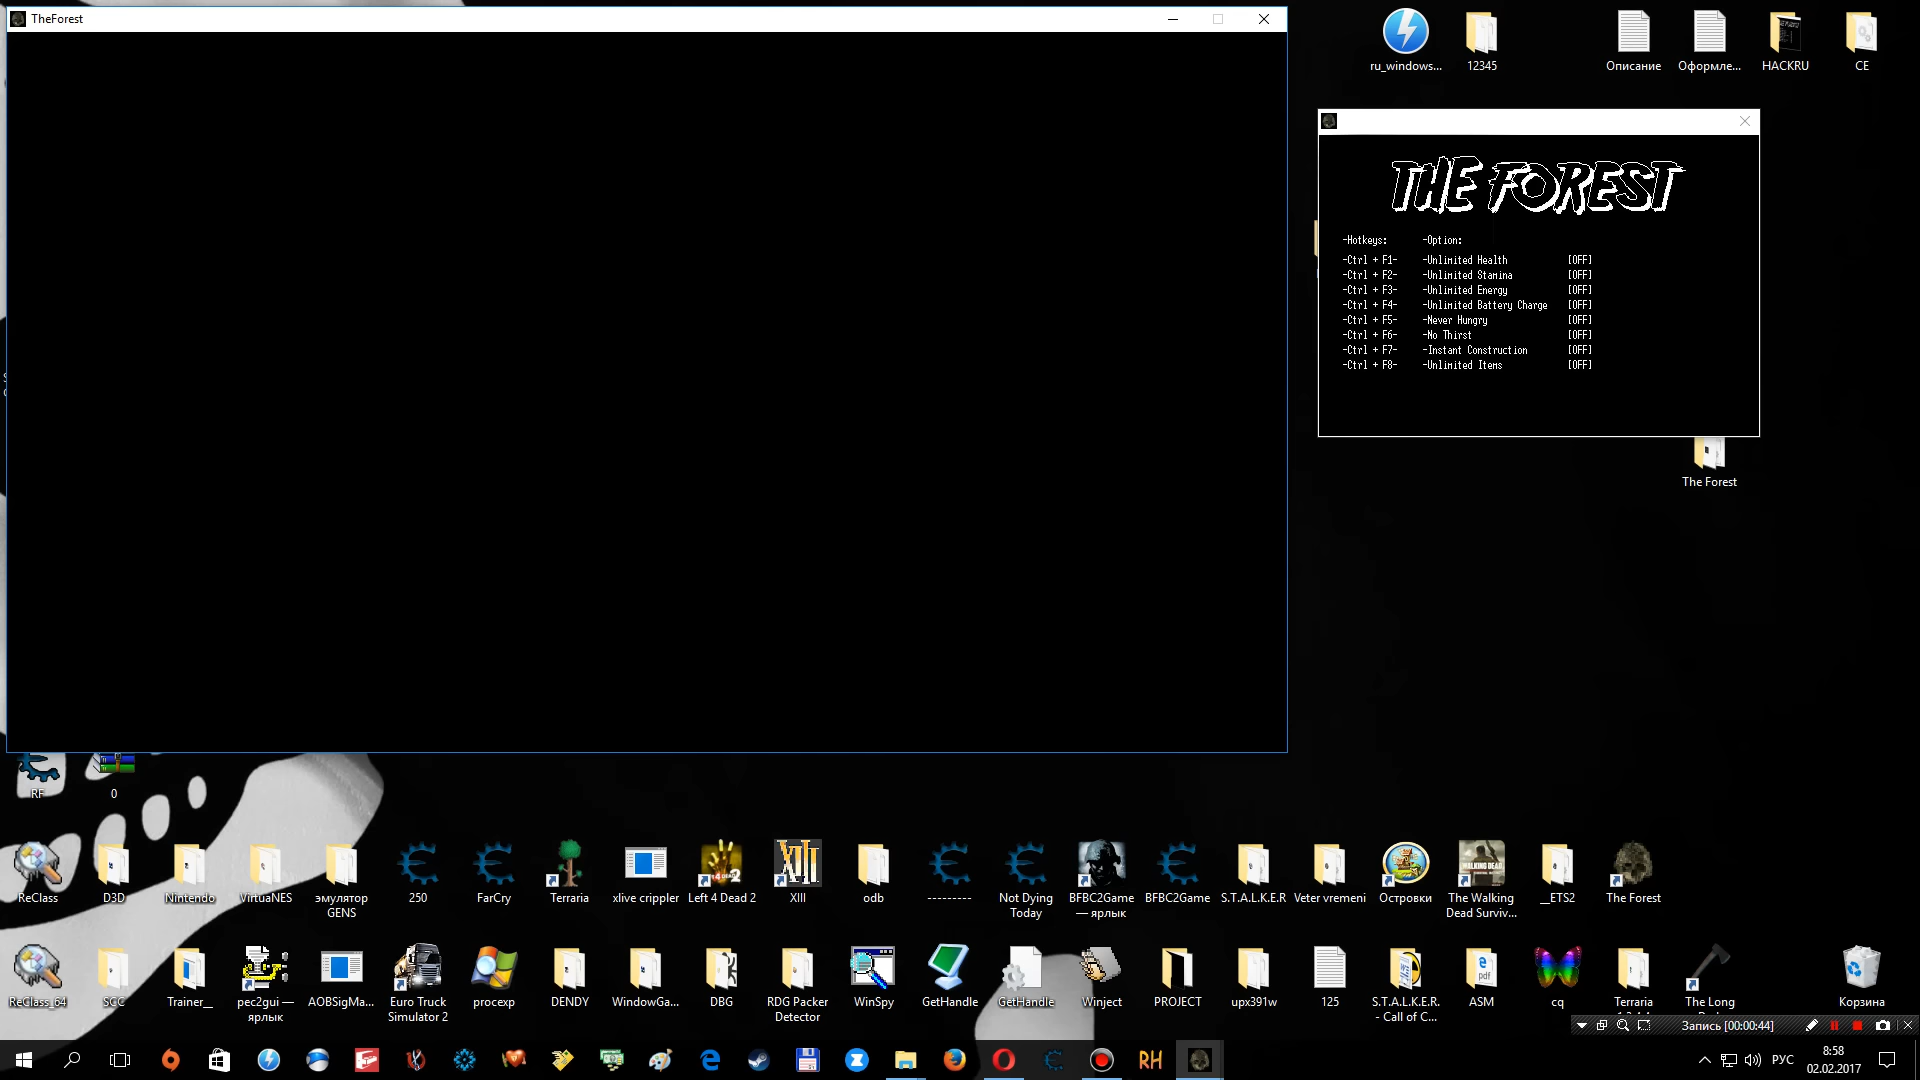 TheForest
ru_windows...
12345
Описание
Оформле...
HACKRU
CE
THE FOREST
-Hotkeys: -Option:
-Ctrl + F1- -Unlimited Health [OFF]
-Ctrl + F2- -Unlimited Stamina [OFF]
-Ctrl + F3- -Unlimited Energy [OFF]
-Ctrl + F4- -Unlimited Battery Charge [OFF]
-Ctrl + F5- -Never Hungry [OFF]
-Ctrl + F6- -No Thirst [OFF]
-Ctrl + F7- -Instant Construction [OFF]
-Ctrl + F8- -Unlimited Items [OFF]
The Forest
RF
0
ReClass
D3D
Nintendo
VirtuaNES
эмулятор
GENS
250
FarCry
Terraria
xlive crippler
Left 4 Dead 2
XIII
odb
---------
Not Dying
Today
BFBC2Game
— ярлык
BFBC2Game
S.T.A.L.K.E.R
Veter vremeni
Островки
The Walking
Dead Surviv...
__ETS2
The Forest
ReClass_64
SGC
Trainer__
pec2gui —
ярлык
AOBSigMa...
Euro Truck
Simulator 2
procexp
DENDY
WindowGa...
DBG
RDG Packer
Detector
WinSpy
GetHandle
GetHandle
Winject
PROJECT
upx391w
125
S.T.A.L.K.E.R.
- Call of C...
ASM
cq
Terraria
The Long
Корзина
Запись [00:00:44]
RH
РУС
8:58
02.02.2017